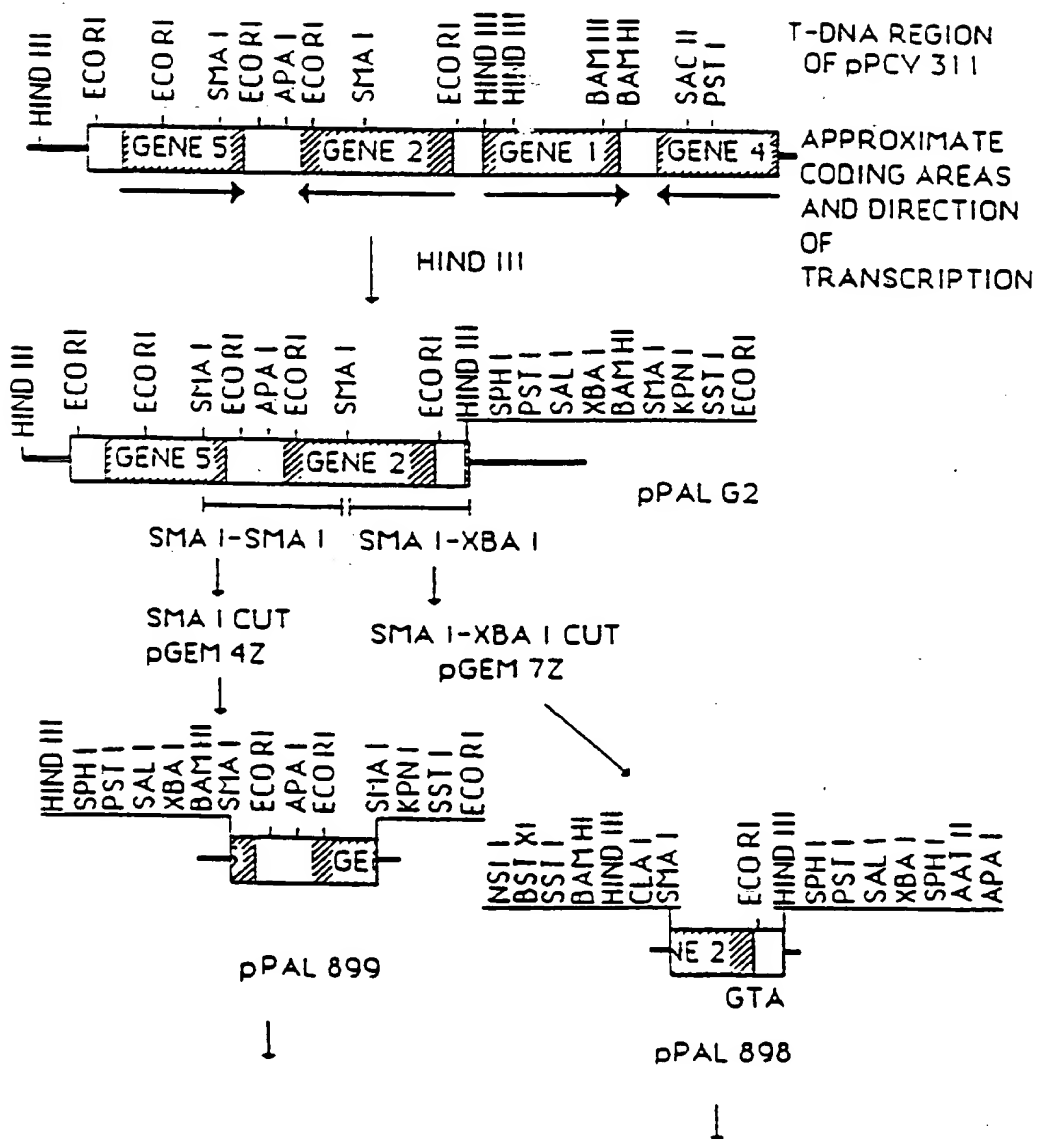 HIND III
ECO RI
ECO RI
SMA I
ECO RI
APA I
ECO RI
SMA I
ECO RI
HIND III
HIND III
BAM III
BAM HI
SAC II
PST I
T-DNA REGION
OF pPCY 311
GENE 5
GENE 2
GENE 1
GENE 4
APPROXIMATE
CODING AREAS
AND DIRECTION
OF
TRANSCRIPTION
HIND III
HIND III
ECO RI
ECO RI
SMA I
ECO RI
APA I
ECO RI
SMA I
ECO RI
HIND III
SPH I
PST I
SAL I
XBA I
BAM HI
SMA I
KPN I
SST I
ECO RI
GENE 5
GENE 2
pPAL G2
SMA I-SMA I
SMA I-XBA I
SMA I CUT
pGEM 4Z
SMA I-XBA I CUT
pGEM 7Z
HIND III
SPH I
PST I
SAL I
XBA I
BAM HI
SMA I
ECO RI
APA I
ECO RI
SMA I
KPN I
SST I
ECO RI
GE
pPAL 899
NSI I
BST XI
SST I
BAM HI
HIND III
CLA I
SMA I
ECO RI
HIND III
SPH I
PST I
SAL I
XBA I
SPH I
AAT II
APA I
NE 2
GTA
pPAL 898